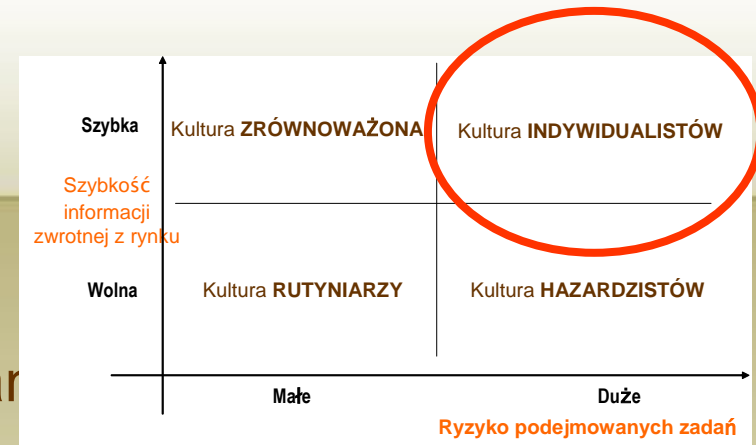 Szybka
Kultura ZRÓWNOWAŻONA
Kultura INDYWIDUALISTÓW
Szybkość
informacji
zwrotnej z rynku
Wolna
Kultura RUTYNIARZY
Kultura HAZARDZISTÓW
Małe
Duże
Ryzyko podejmowanych zadań